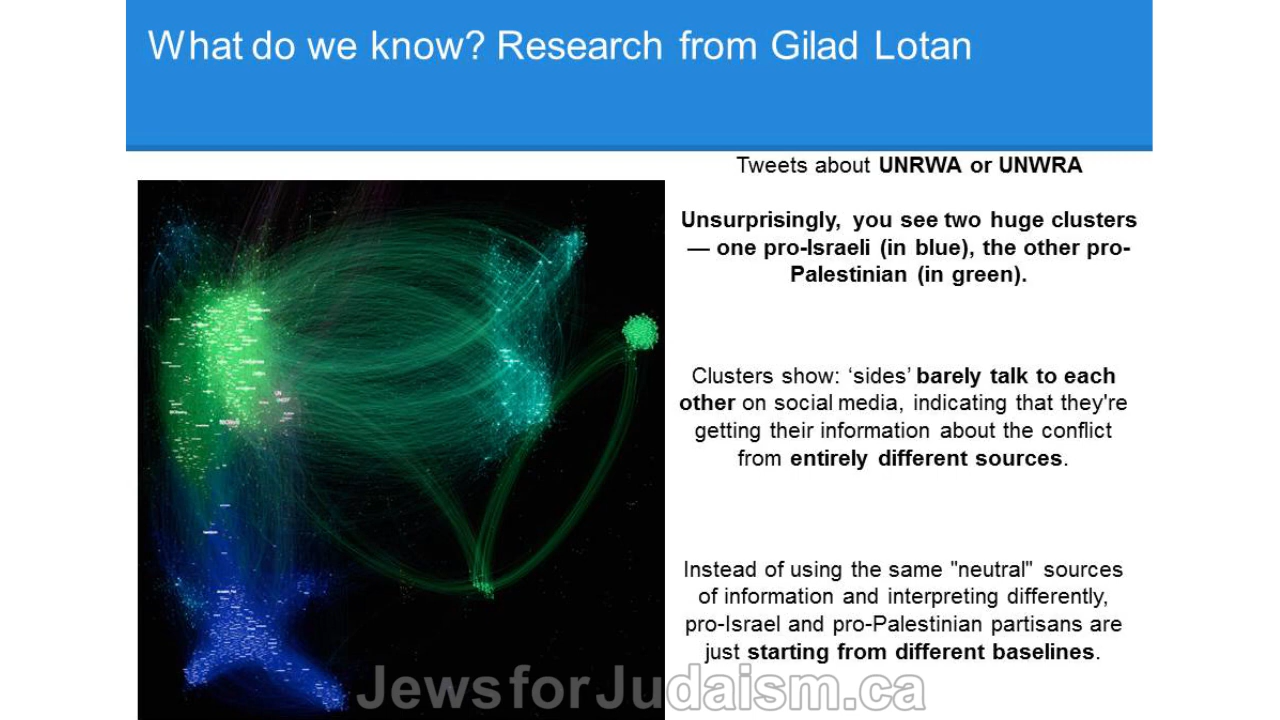 What do we know? Research from Gilad Lotan
Tweets about UNRWA or UNWRA
Unsurprisingly, you see two huge clusters
— one pro-Israeli (in blue), the other pro-
Palestinian (in green).
Clusters show: ‘sides’ barely talk to each
other on social media, indicating that they're
getting their information about the conflict
from entirely different sources.
Instead of using the same "neutral" sources
of information and interpreting differently,
pro-Israel and pro-Palestinian partisans are
just starting from different baselines.
JewsforJudaism.ca